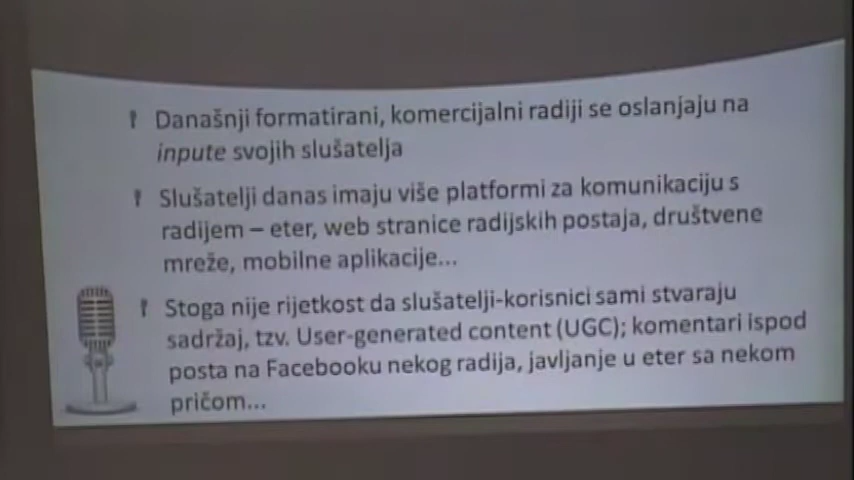 Današnji formatirani, komercijalni radiji se oslanjaju na
inpute svojih slušatelja
Slušatelji danas imaju više platformi za komunikaciju s
radijem – eter, web stranice radijskih postaja, društvene
mreže, mobilne aplikacije...
Stoga nije rijetkost da slušatelji-korisnici sami stvaraju
sadržaj, tzv. User-generated content (UGC); komentari ispod
posta na Facebooku nekog radija, javljanje u eter sa nekom
pričom...